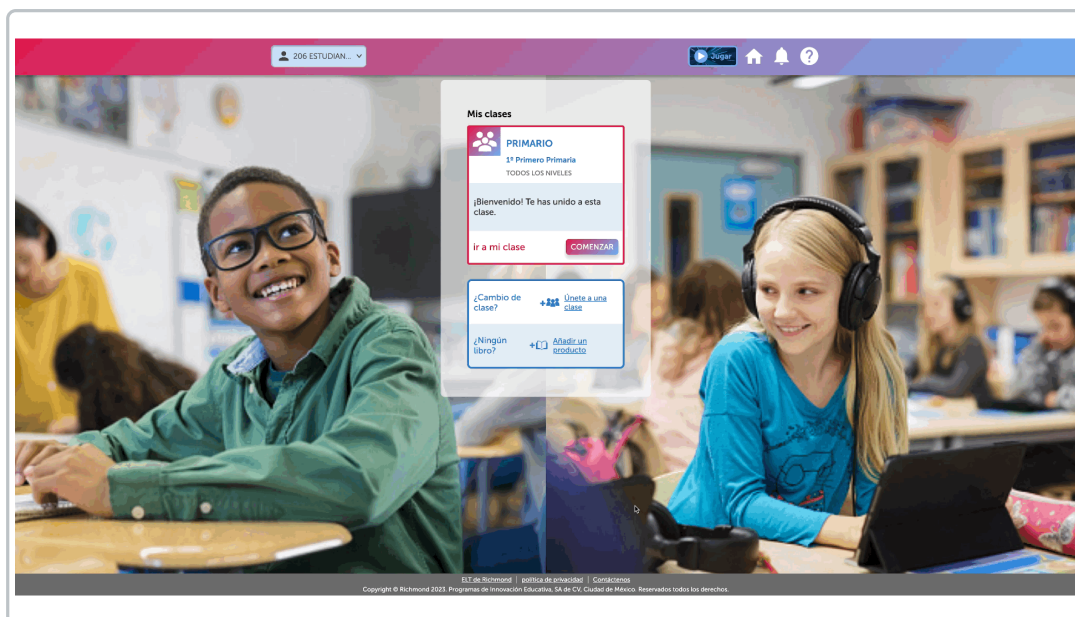 206 ESTUDIAN...
Jugar
?
Mis clases
PRIMARIO
1º Primero Primaria
TODOS LOS NIVELES
¡Bienvenido! Te has unido a esta
clase.
ir a mi clase COMENZAR
¿Cambio de
clase?
Únete a una
clase
¿Ningún
libro?
Añadir un
producto
ELT de Richmond | política de privacidad | Contáctenos
Copyright © Richmond 2023. Programas de Innovación Educativa, SA de CV, Ciudad de México. Reservados todos los derechos.